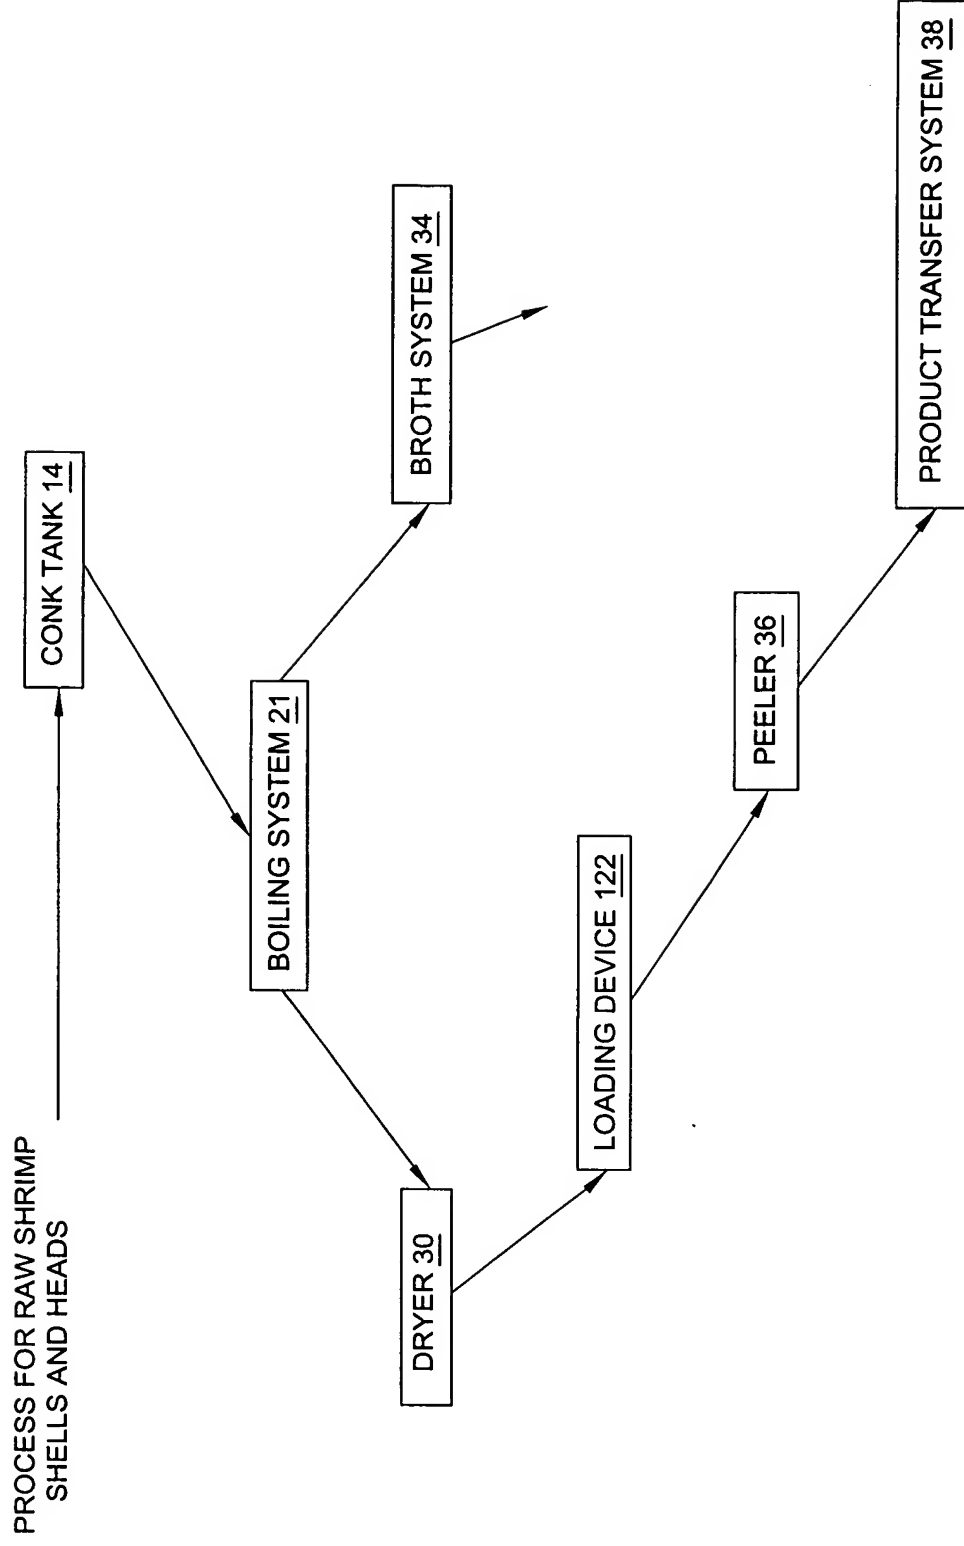 PROCESS FOR RAW SHRIMP
SHELLS AND HEADS
CONK TANK 14
BOILING SYSTEM 21
BROTH SYSTEM 34
DRYER 30
LOADING DEVICE 122
PEELER 36
PRODUCT TRANSFER SYSTEM 38